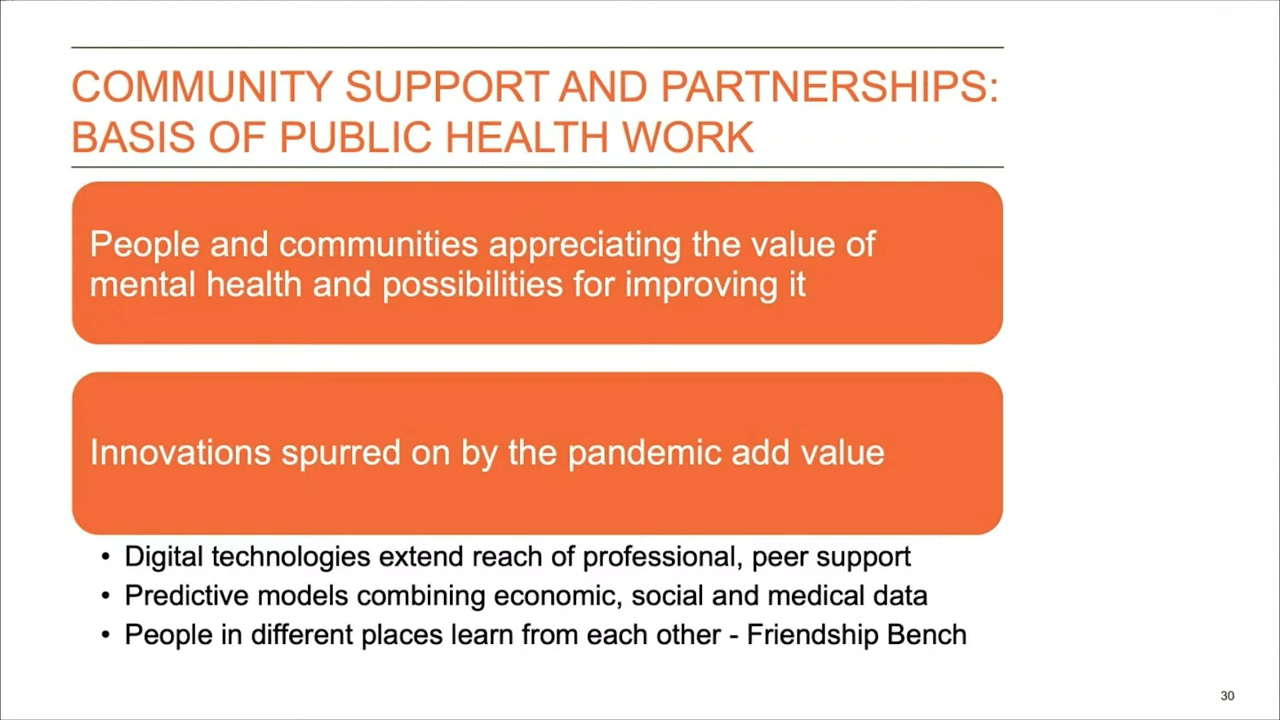 COMMUNITY SUPPORT AND PARTNERSHIPS:
BASIS OF PUBLIC HEALTH WORK
People and communities appreciating the value of
mental health and possibilities for improving it
Innovations spurred on by the pandemic add value
• Digital technologies extend reach of professional, peer support
• Predictive models combining economic, social and medical data
• People in different places learn from each other - Friendship Bench
30